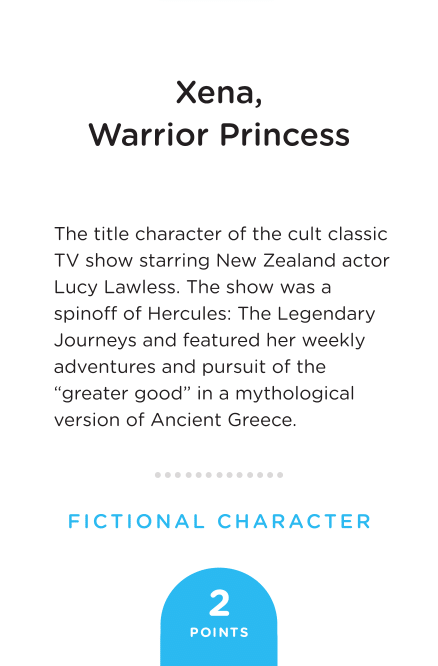 Xena,
Warrior Princess
The title character of the cult classic
TV show starring New Zealand actor
Lucy Lawless. The show was a
spinoff of Hercules: The Legendary
Journeys and featured her weekly
adventures and pursuit of the
“greater good” in a mythological
version of Ancient Greece.
FICTIONAL CHARACTER
2
POINTS